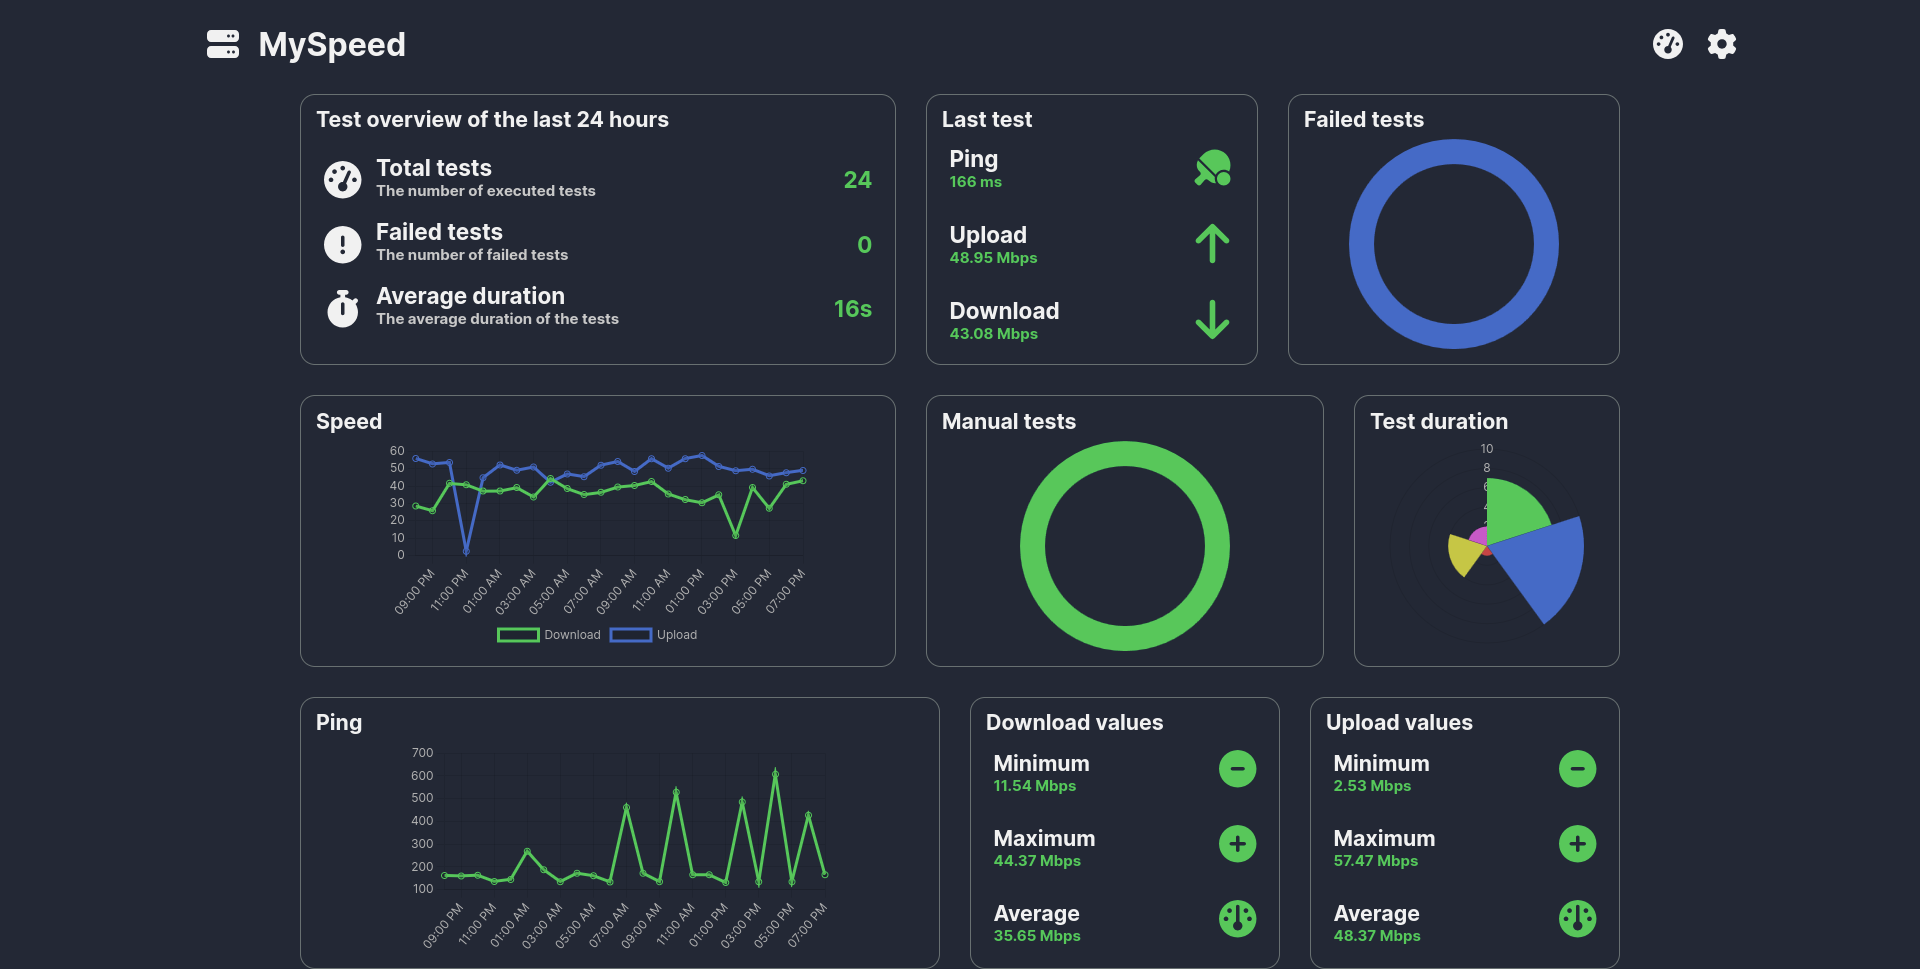 MySpeed
Test overview of the last 24 hours
Total tests
The number of executed tests
24
Failed tests
The number of failed tests
0
Average duration
The average duration of the tests
16s
Last test
Ping
166 ms
Upload
48.95 Mbps
Download
43.08 Mbps
Failed tests
Speed
60
50
40
30
20
10
0
09:00 PM
11:00 PM
01:00 AM
03:00 AM
05:00 AM
07:00 AM
09:00 AM
11:00 AM
01:00 PM
03:00 PM
05:00 PM
07:00 PM
Download
Upload
Manual tests
Test duration
10
8
Ping
700
600
500
400
300
200
100
09:00 PM
11:00 PM
01:00 AM
03:00 AM
05:00 AM
07:00 AM
09:00 AM
11:00 AM
01:00 PM
03:00 PM
05:00 PM
07:00 PM
Download values
Minimum
11.54 Mbps
Maximum
44.37 Mbps
Average
35.65 Mbps
Upload values
Minimum
2.53 Mbps
Maximum
57.47 Mbps
Average
48.37 Mbps